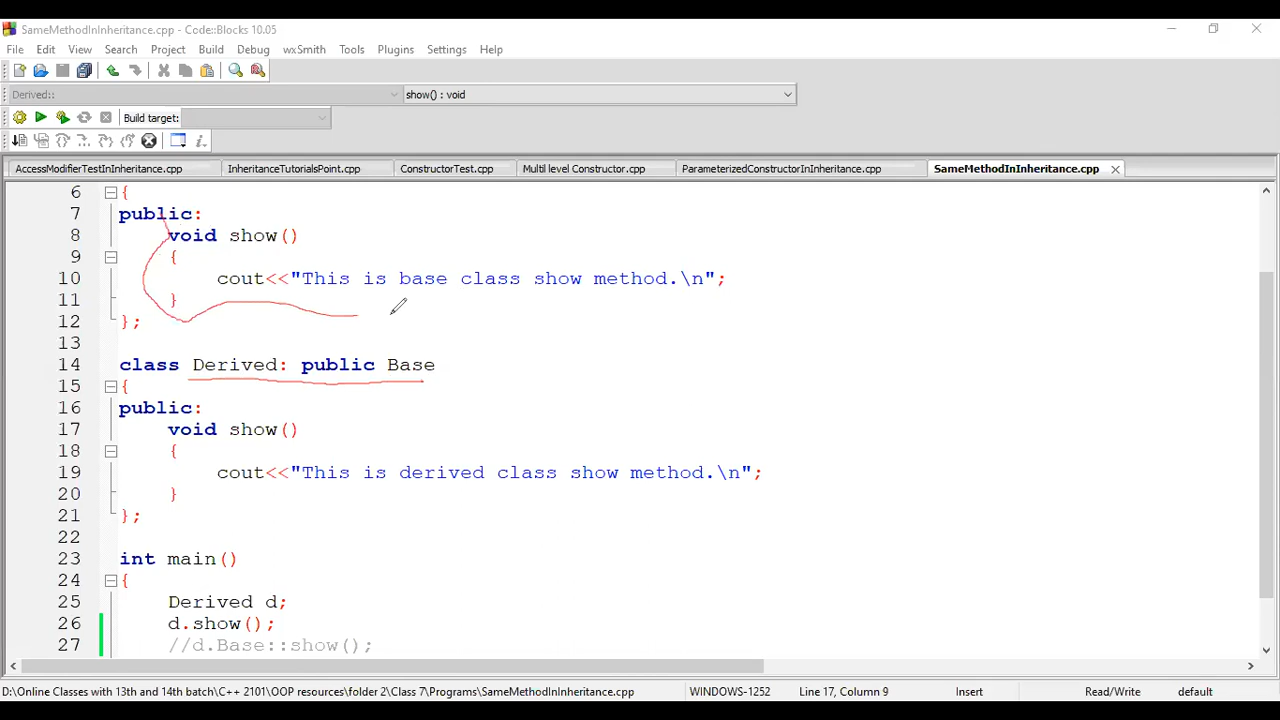 SameMethodInInheritance.cpp - Code::Blocks 10.05
File Edit View Search Project Build Debug wxSmith Tools Plugins Settings Help
Derived:: show() : void
Build target:
AccessModifierTestInInheritance.cpp InheritanceTutorialsPoint.cpp ConstructorTest.cpp Multil level Constructor.cpp ParameterizedConstructorInInheritance.cpp SameMethodInInheritance.cpp
6 {
7 public:
8 void show()
9 {
10 cout<<"This is base class show method.\n";
11 }
12 };
13
14 class Derived: public Base
15 {
16 public:
17 void show()
18 {
19 cout<<"This is derived class show method.\n";
20 }
21 };
22
23 int main()
24 {
25 Derived d;
26 d.show();
27 //d.Base::show();
D:\Online Classes with 13th and 14th batch\C++ 2101\OOP resources\folder 2\Class 7\Programs\SameMethodInInheritance.cpp WINDOWS-1252 Line 17, Column 9 Insert Read/Write default